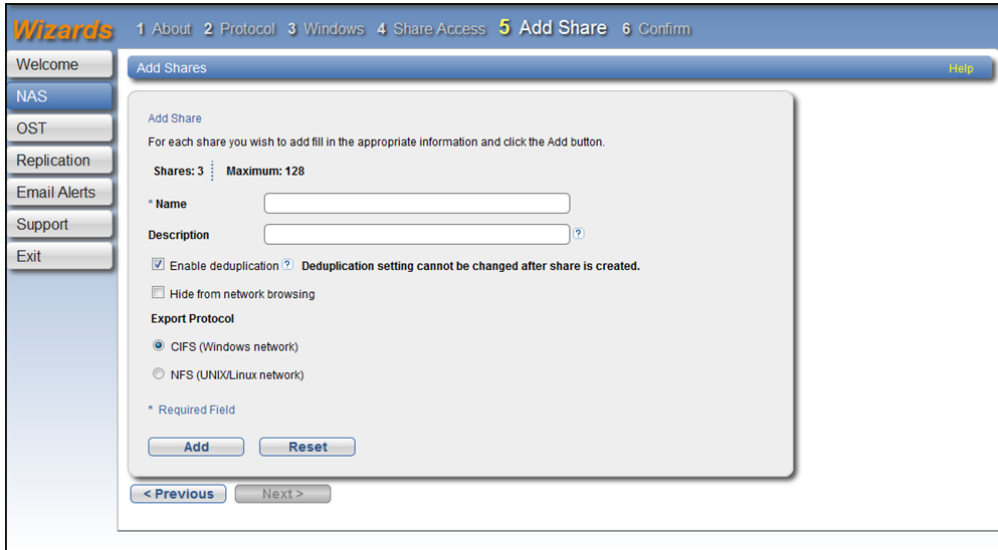 Wizards
1 About 2 Protocol 3 Windows 4 Share Access 5 Add Share 6 Confirm
Welcome
NAS
OST
Replication
Email Alerts
Support
Exit
Add Shares
Help
Add Share
For each share you wish to add fill in the appropriate information and click the Add button.
Shares: 3 Maximum: 128
* Name
Description ?
Enable deduplication ? Deduplication setting cannot be changed after share is created.
Hide from network browsing
Export Protocol
CIFS (Windows network)
NFS (UNIX/Linux network)
* Required Field
Add Reset
< Previous Next >